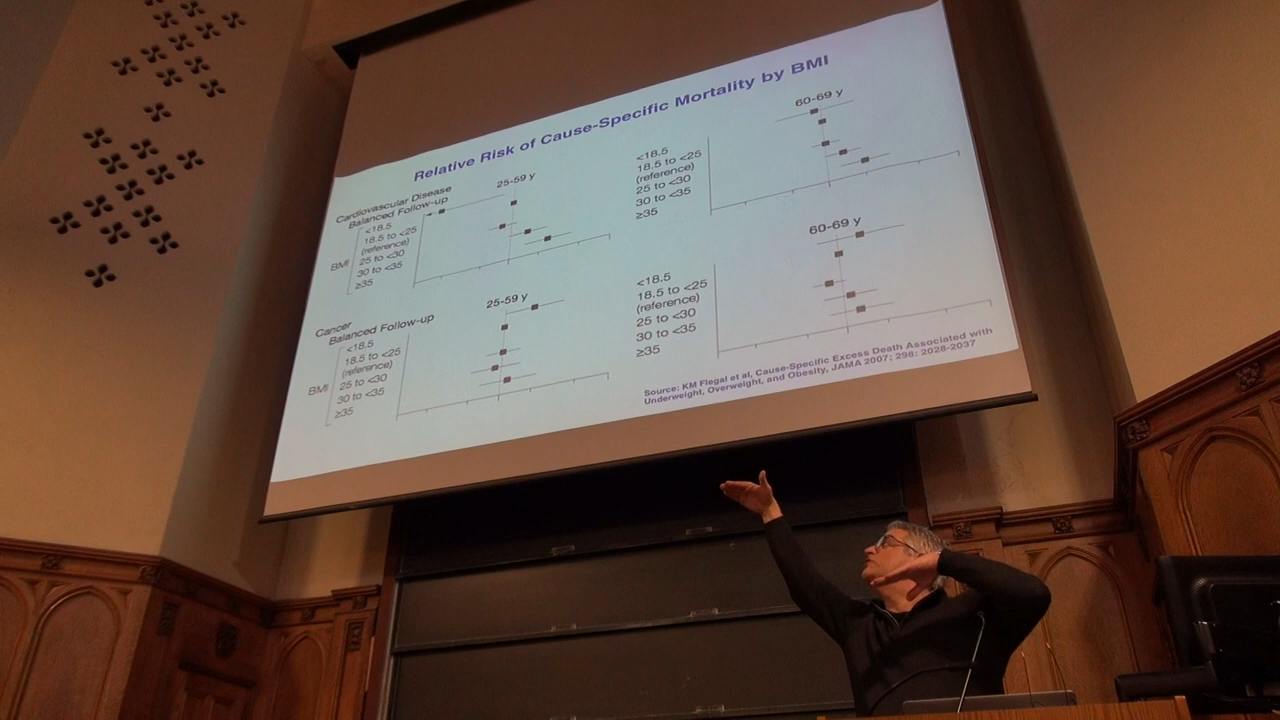 Relative Risk of Cause-Specific Mortality by BMI
Cardiovascular Disease
Balanced Follow-up
25-59 y
BMI
<18.5
18.5 to <25
(reference)
25 to <30
30 to <35
≥35
60-69 y
<18.5
18.5 to <25
(reference)
25 to <30
30 to <35
≥35
Cancer
Balanced Follow-up
25-59 y
BMI
<18.5
18.5 to <25
(reference)
25 to <30
30 to <35
≥35
60-69 y
<18.5
18.5 to <25
(reference)
25 to <30
30 to <35
≥35
Source: KM Flegal et al, Cause-Specific Excess Death Associated with
Underweight, Overweight, and Obesity, JAMA 2007; 298: 2028-2037